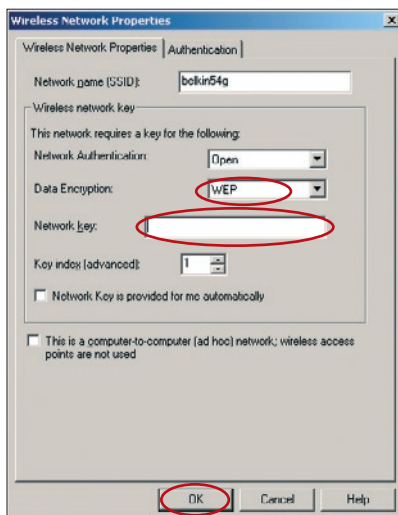 Wireless Network Properties
Wireless Network Properties Authentication
Network name (SSID): belkin54g
Wireless network key
This network requires a key for the following:
Network Authentication: Open
Data Encryption: WEP
Network key:
Key index (advanced): 1
Network Key is provided for me automatically
This is a computer-to-computer (ad hoc) network; wireless access
points are not used
OK Cancel Help